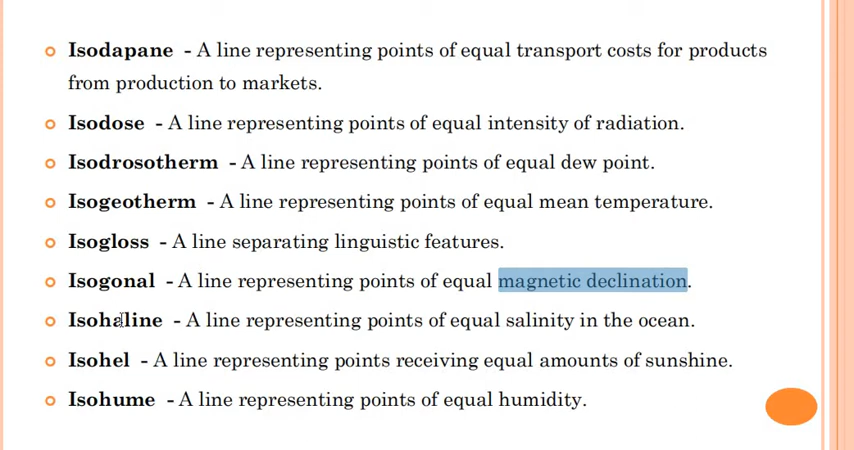 Isodapane - A line representing points of equal transport costs for products
from production to markets.
Isodose - A line representing points of equal intensity of radiation.
Isodrosotherm - A line representing points of equal dew point.
Isogeotherm - A line representing points of equal mean temperature.
Isogloss - A line separating linguistic features.
Isogonal - A line representing points of equal magnetic declination.
Isohaline - A line representing points of equal salinity in the ocean.
Isohel - A line representing points receiving equal amounts of sunshine.
Isohume - A line representing points of equal humidity.